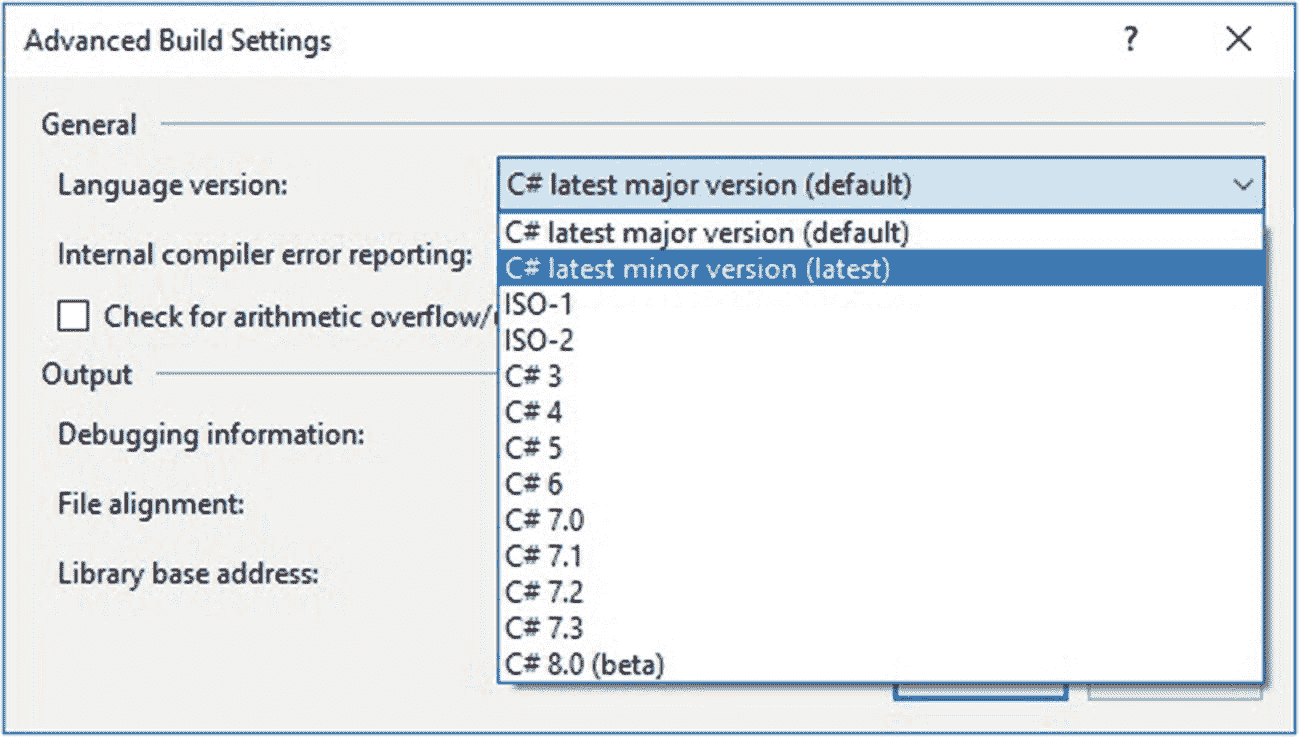 Advanced Build Settings ?
General
Language version: C# latest major version (default)
C# latest major version (default)
Internal compiler error reporting:
C# latest minor version (latest)
ISO-1
Check for arithmetic overflow/
ISO-2
Output
C# 3
C# 4
Debugging information:
C# 5
C# 6
File alignment:
C# 7.0
C# 7.1
Library base address:
C# 7.2
C# 7.3
C# 8.0 (beta)